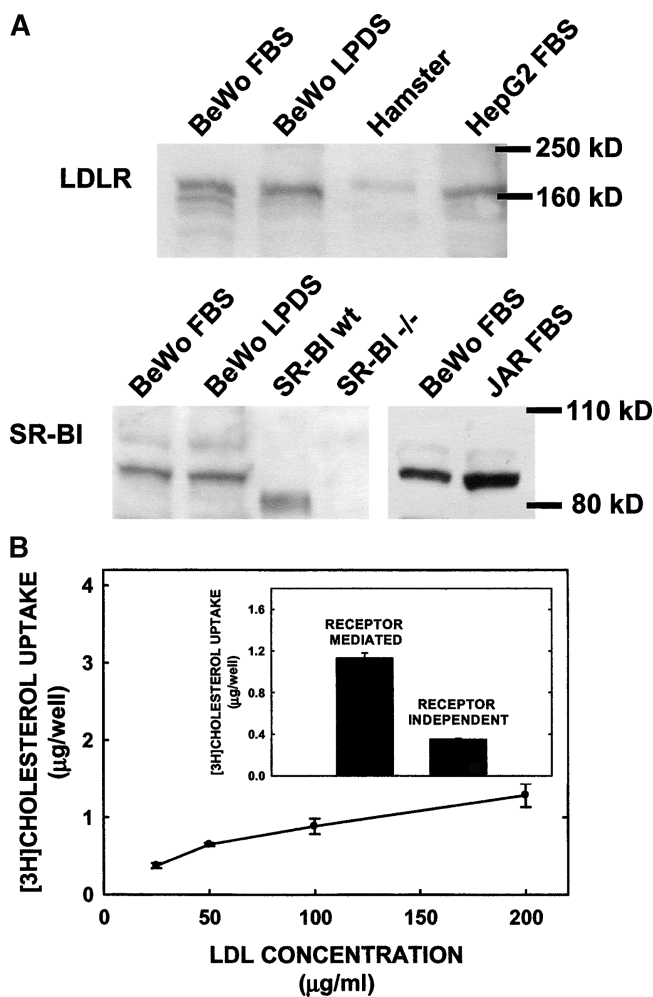 A
BeWo FBS
BeWo LPDS
Hamster
HepG2 FBS
LDLR
250 kD
160 kD
BeWo FBS
BeWo LPDS
SR-BI wt
SR-BI -/-
BeWo FBS
JAR FBS
SR-BI
110 kD
80 kD
B
[3H]CHOLESTEROL UPTAKE
(µg/well)
4
3
2
1
0
[3H]CHOLESTEROL UPTAKE
(µg/well)
1.6
1.2
0.8
0.4
0.0
RECEPTOR
MEDIATED
RECEPTOR
INDEPENDENT
0
50
100
150
200
LDL CONCENTRATION
(µg/ml)